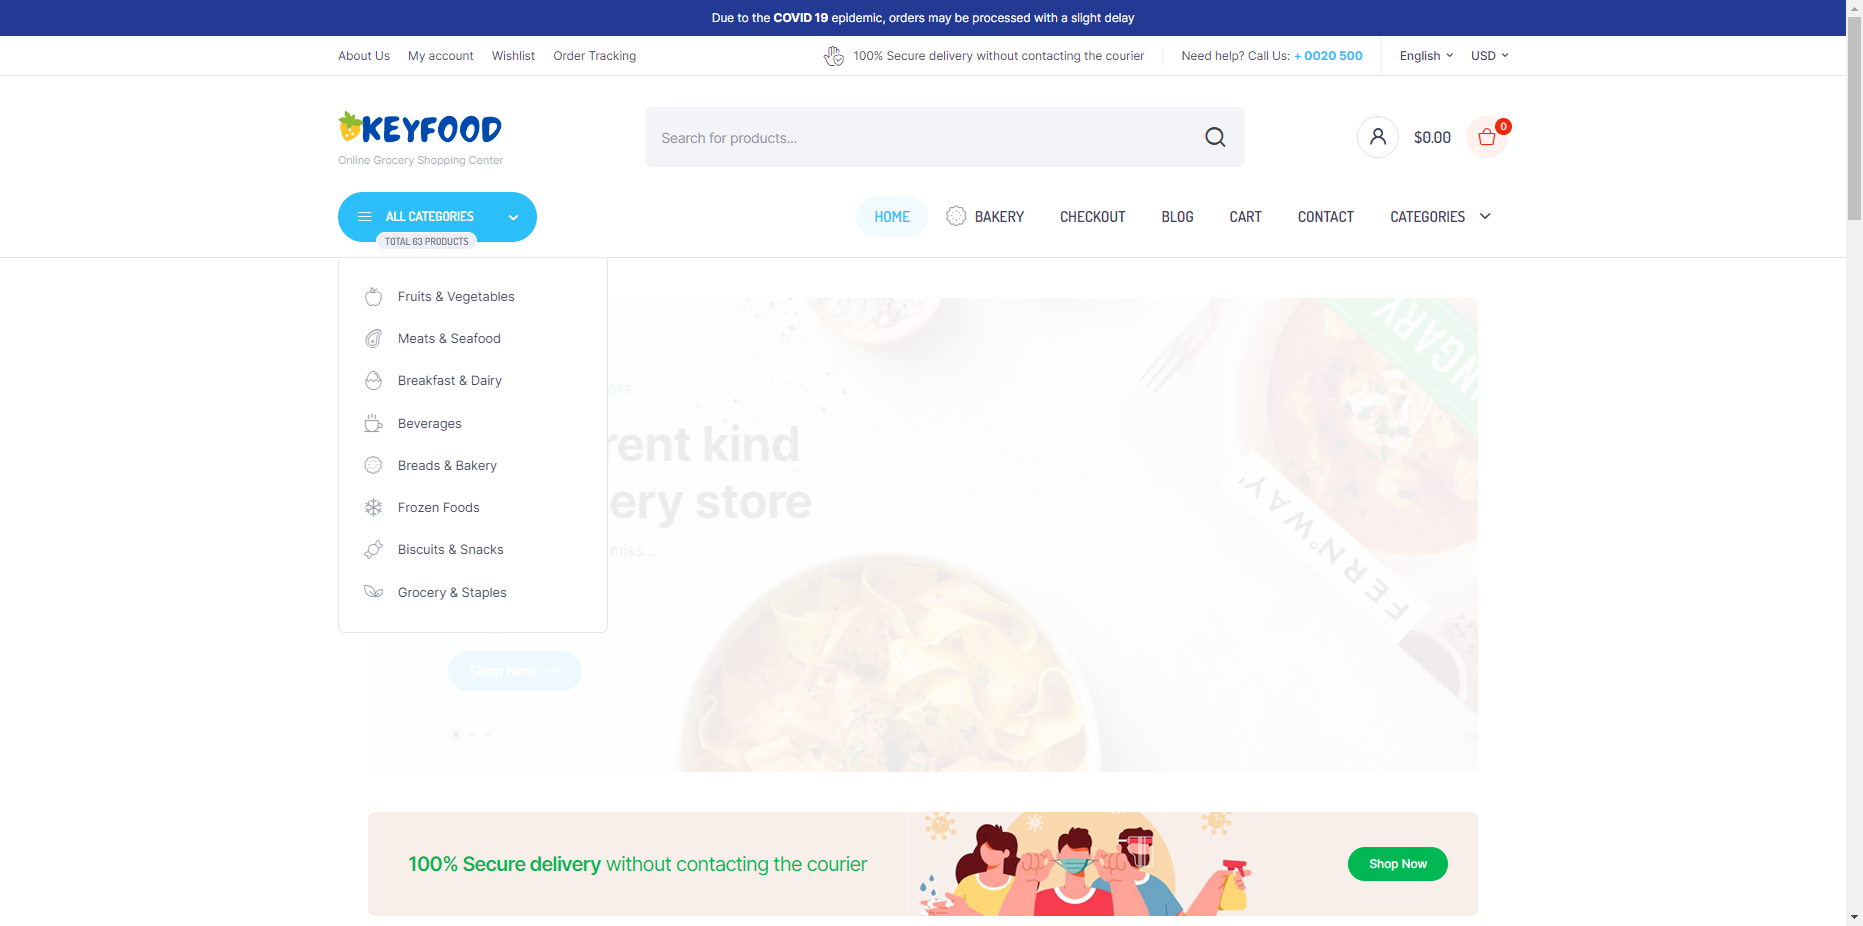 Due to the COVID 19 epidemic, orders may be processed with a slight delay
About Us My account Wishlist Order Tracking 100% Secure delivery without contacting the courier Need help? Call Us: + 0020 500 English USD
KEYFOOD
Online Grocery Shopping Center
Search for products...
$0.00
0
ALL CATEGORIES
TOTAL 63 PRODUCTS
HOME BAKERY CHECKOUT BLOG CART CONTACT CATEGORIES
Fruits & Vegetables
Meats & Seafood
Breakfast & Dairy
Beverages
Breads & Bakery
Frozen Foods
Biscuits & Snacks
Grocery & Staples
OFF
rent kind
ery store
miss...
Shop Now
NGARY
FERN°WAY'
100% Secure delivery without contacting the courier
Shop Now